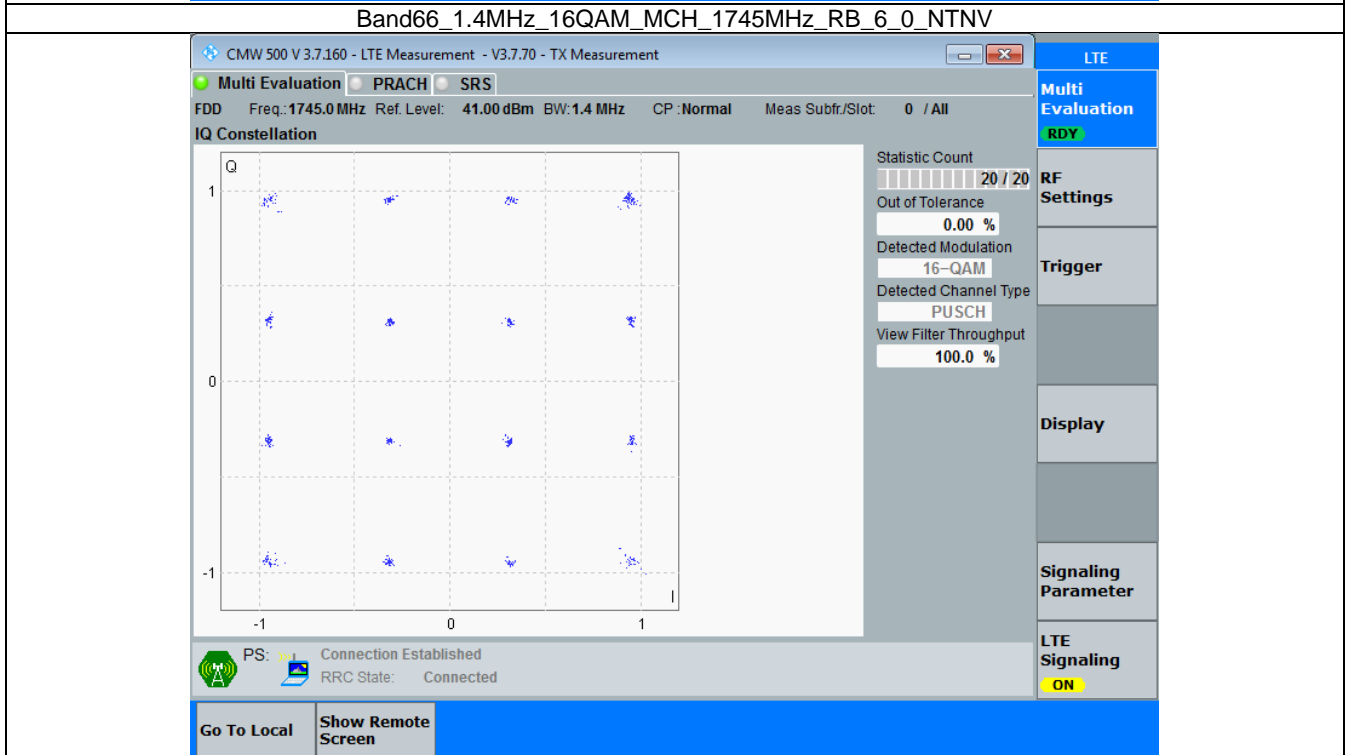 Band66_1.4MHz_16QAM_MCH_1745MHz_RB_6_0_NTNV
CMW 500 V 3.7.160 - LTE Measurement - V3.7.70 - TX Measurement
LTE
Multi Evaluation PRACH SRS
FDD Freq.:1745.0 MHz Ref. Level: 41.00 dBm BW:1.4 MHz CP :Normal Meas Subfr./Slot: 0 / All
IQ Constellation
Q
1
0
-1
I
-1 0 1
Statistic Count
20 / 20
Out of Tolerance
0.00 %
Detected Modulation
16-QAM
Detected Channel Type
PUSCH
View Filter Throughput
100.0 %
Multi
Evaluation
RDY
RF
Settings
Trigger
Display
Signaling
Parameter
LTE
Signaling
ON
PS: Connection Established
RRC State: Connected
Go To Local
Show Remote
Screen